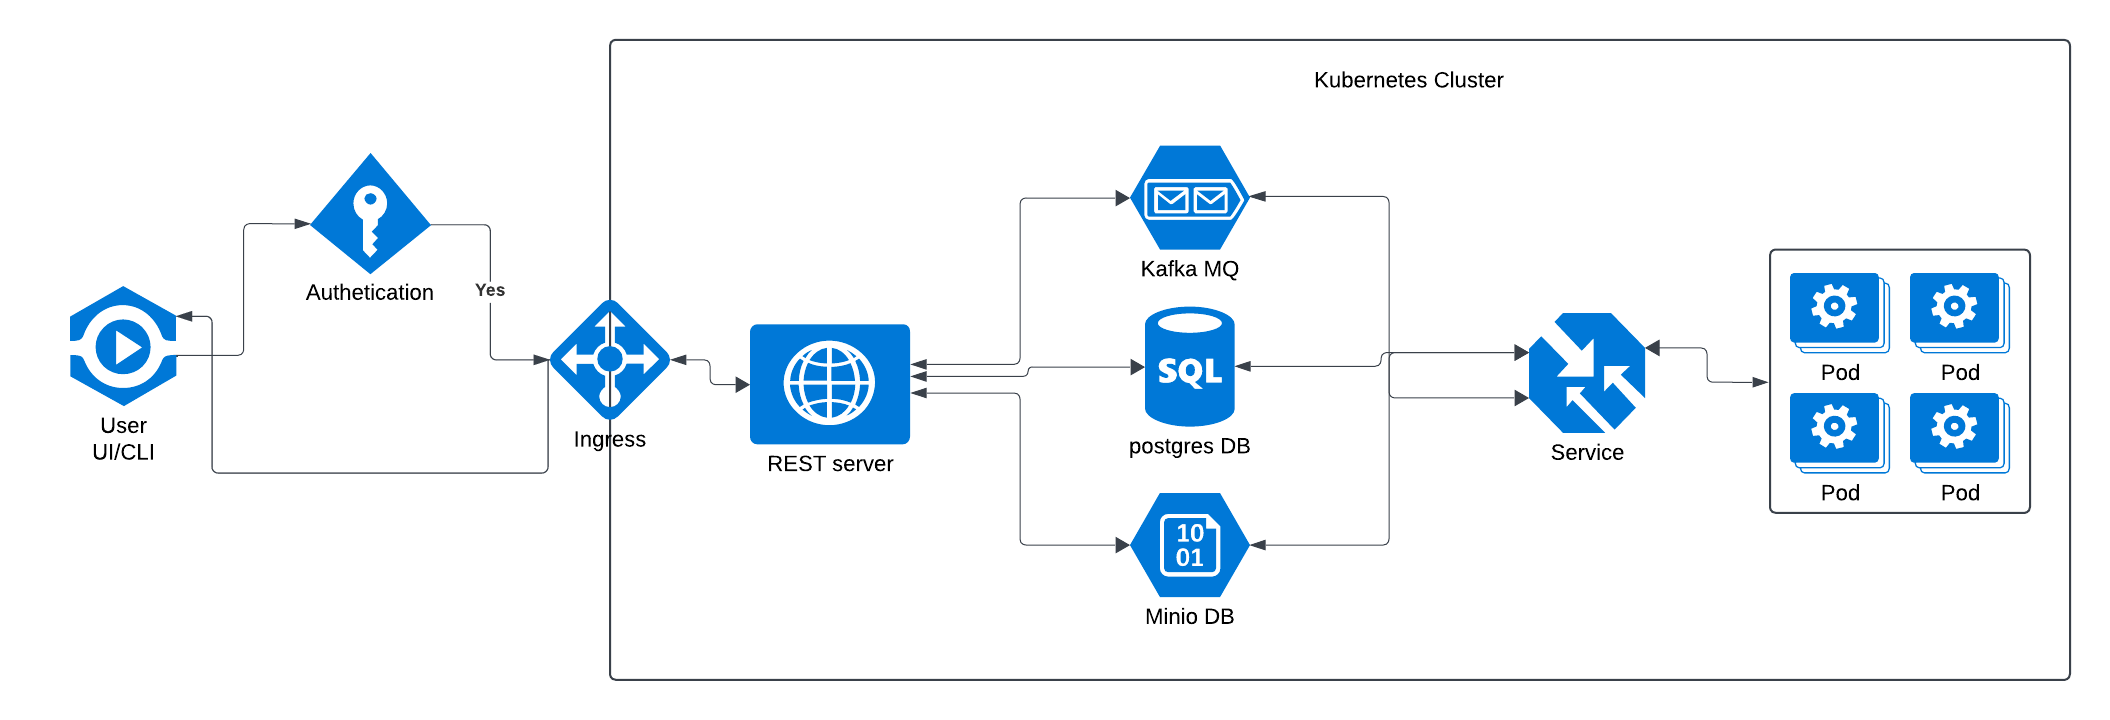 Kubernetes Cluster
Authetication
Yes
User
UI/CLI
Ingress
REST server
Kafka MQ
SQL
postgres DB
10
01
Minio DB
Service
Pod
Pod
Pod
Pod